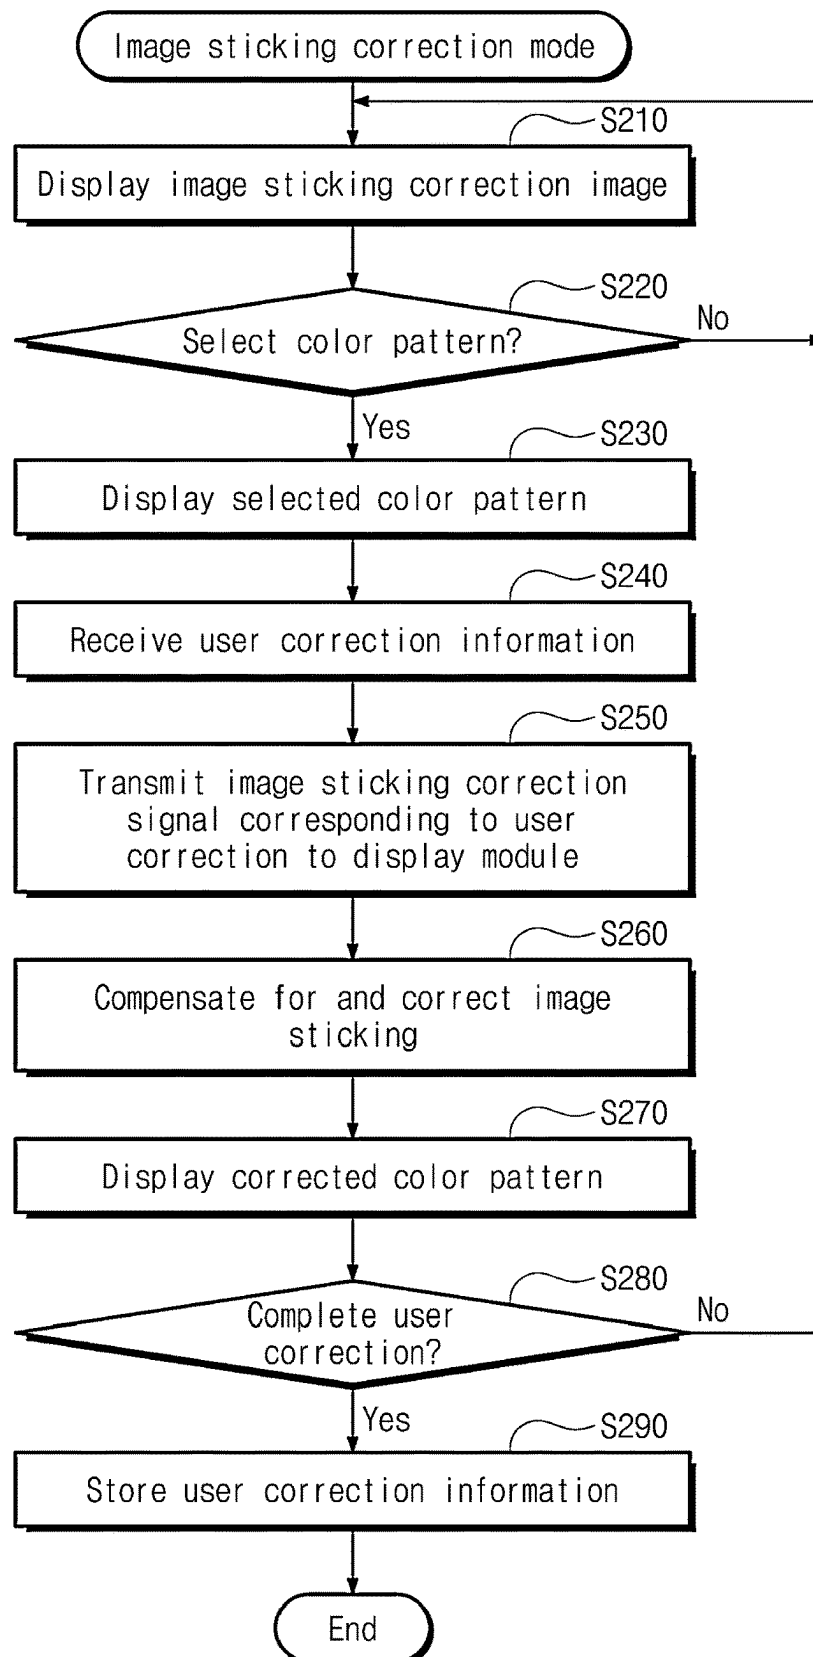 Image sticking correction mode
S210
Display image sticking correction image
S220
Select color pattern?
No
Yes
S230
Display selected color pattern
S240
Receive user correction information
S250
Transmit image sticking correction
signal corresponding to user
correction to display module
S260
Compensate for and correct image
sticking
S270
Display corrected color pattern
S280
Complete user
correction?
No
Yes
S290
Store user correction information
End